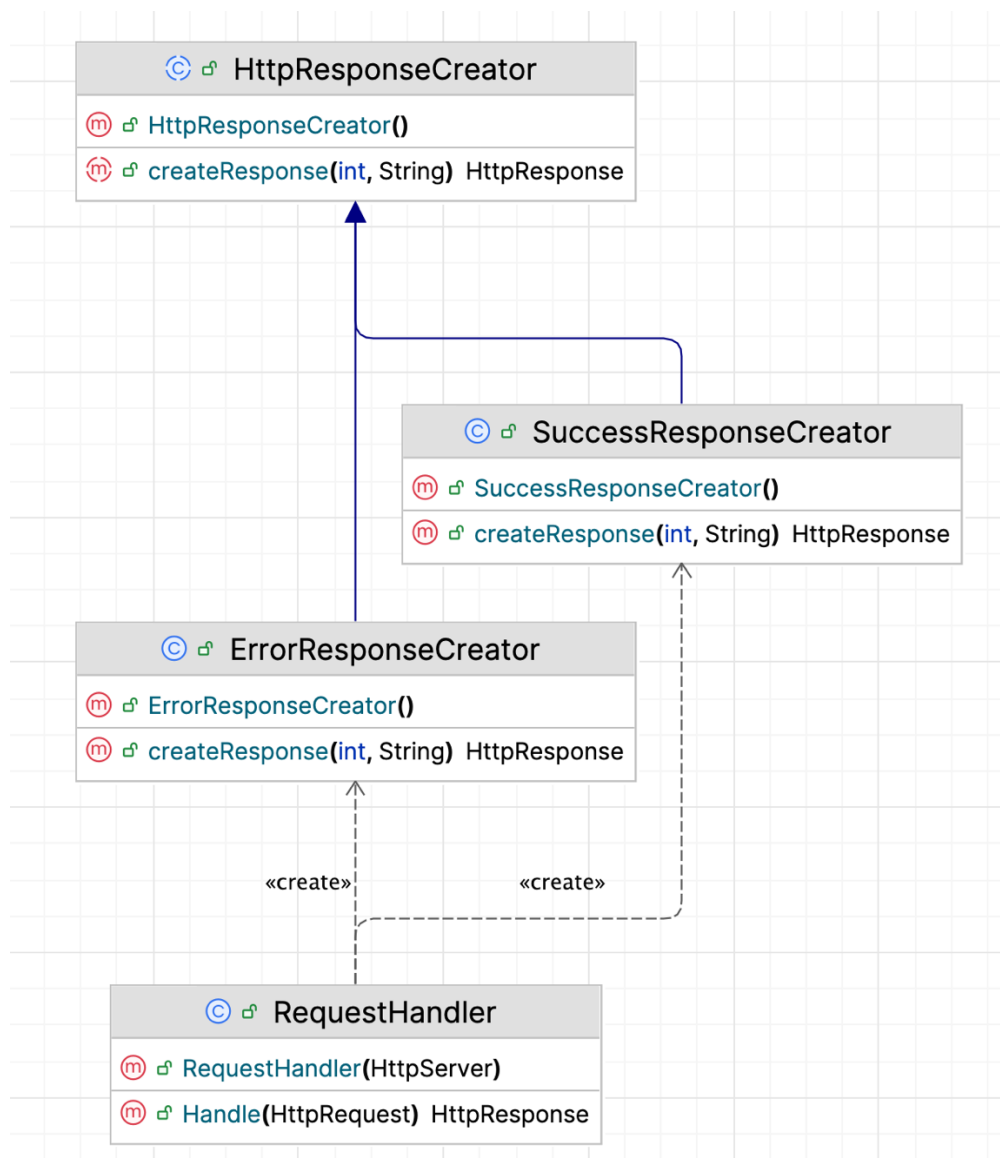 HttpResponseCreator
HttpResponseCreator()
createResponse(int, String) HttpResponse
SuccessResponseCreator
SuccessResponseCreator()
createResponse(int, String) HttpResponse
ErrorResponseCreator
ErrorResponseCreator()
createResponse(int, String) HttpResponse
«create»
«create»
RequestHandler
RequestHandler(HttpServer)
Handle(HttpRequest) HttpResponse